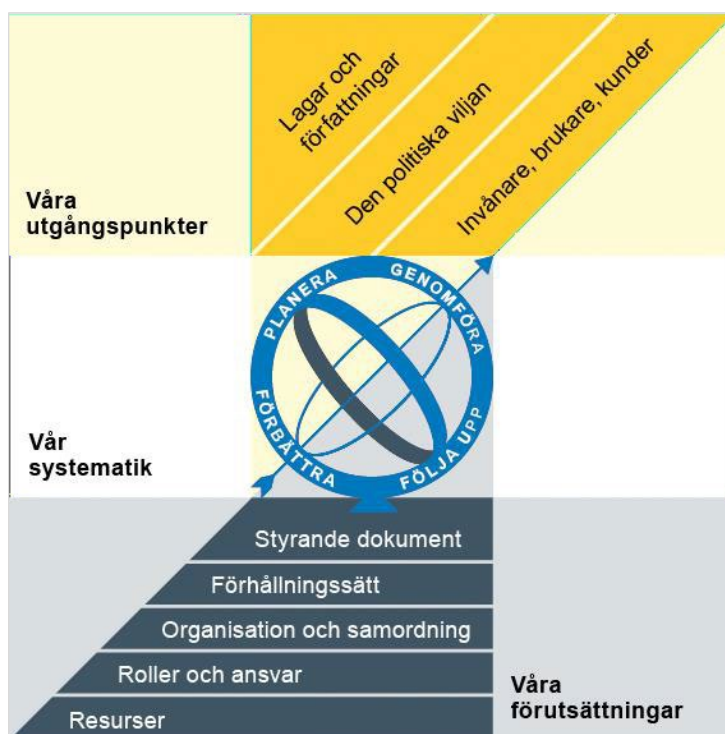 Lagar och
författningar
Den politiska viljan
Invånare, brukare, kunder
Våra
utgångspunkter
PLANERA
GENOMFÖRA
FÖLJA UPP
FÖRBÄTTRA
Vår
systematik
Styrande dokument
Förhållningssätt
Organisation och samordning
Roller och ansvar
Resurser
Våra
förutsättningar